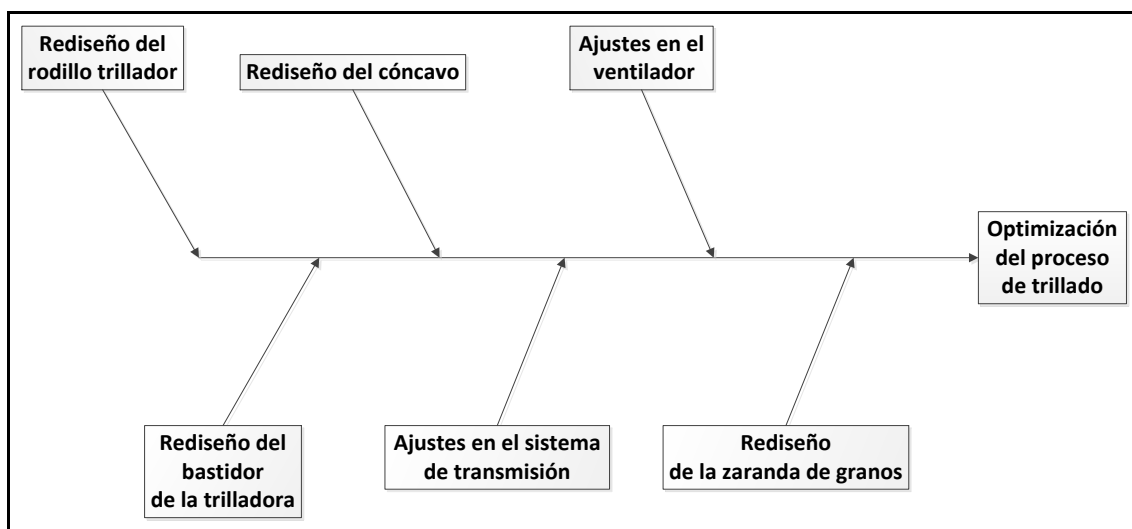 Rediseño del
rodillo trillador
Rediseño del cóncavo
Ajustes en el
ventilador
Optimización
del proceso
de trillado
Rediseño del
bastidor
de la trilladora
Ajustes en el sistema
de transmisión
Rediseño
de la zaranda de granos